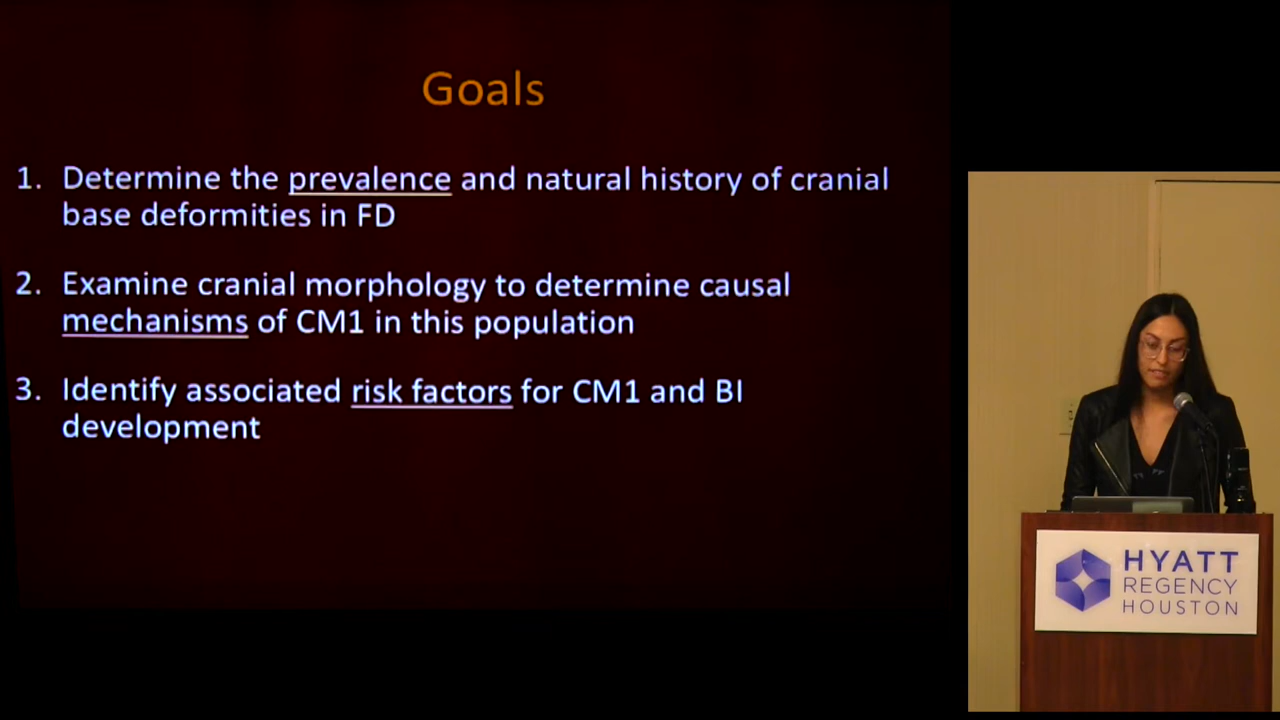 Goals
1. Determine the prevalence and natural history of cranial
base deformities in FD
2. Examine cranial morphology to determine causal
mechanisms of CM1 in this population
3. Identify associated risk factors for CM1 and BI
development
HYATT
REGENCY
HOUSTON